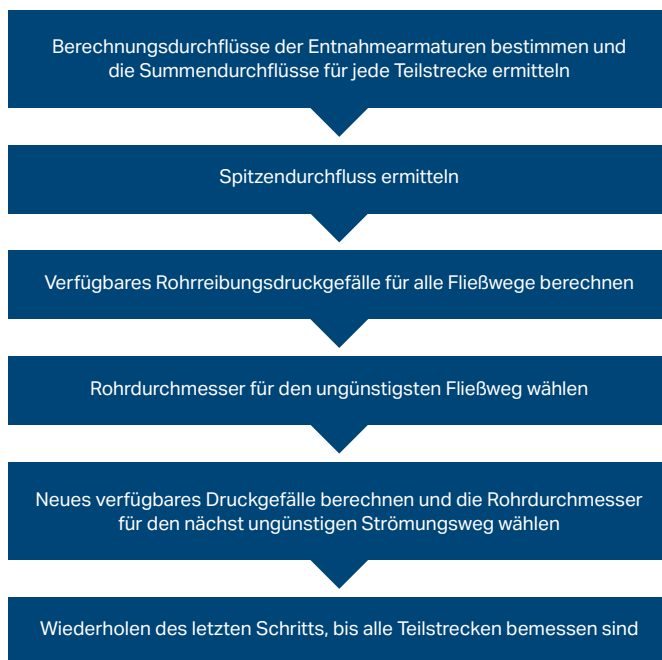 Berechnungsdurchflüsse der Entnahmearmaturen bestimmen und
die Summendurchflüsse für jede Teilstrecke ermitteln
Spitzendurchfluss ermitteln
Verfügbares Rohrreibungsdruckgefälle für alle Fließwege berechnen
Rohrdurchmesser für den ungünstigsten Fließweg wählen
Neues verfügbares Druckgefälle berechnen und die Rohrdurchmesser
für den nächst ungünstigen Strömungsweg wählen
Wiederholen des letzten Schritts, bis alle Teilstrecken bemessen sind